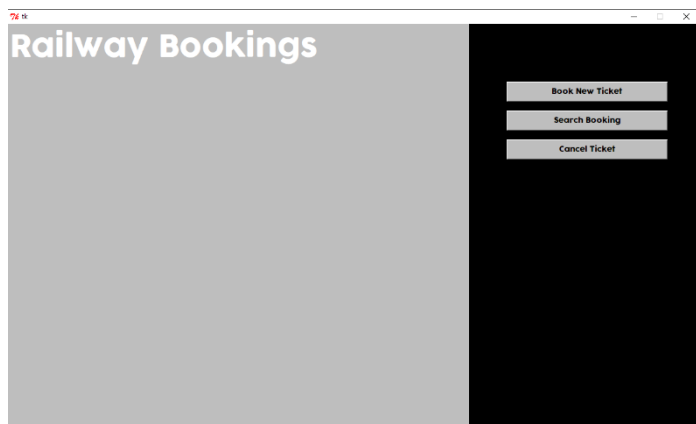 tk
Railway Bookings
Book New Ticket
Search Booking
Cancel Ticket